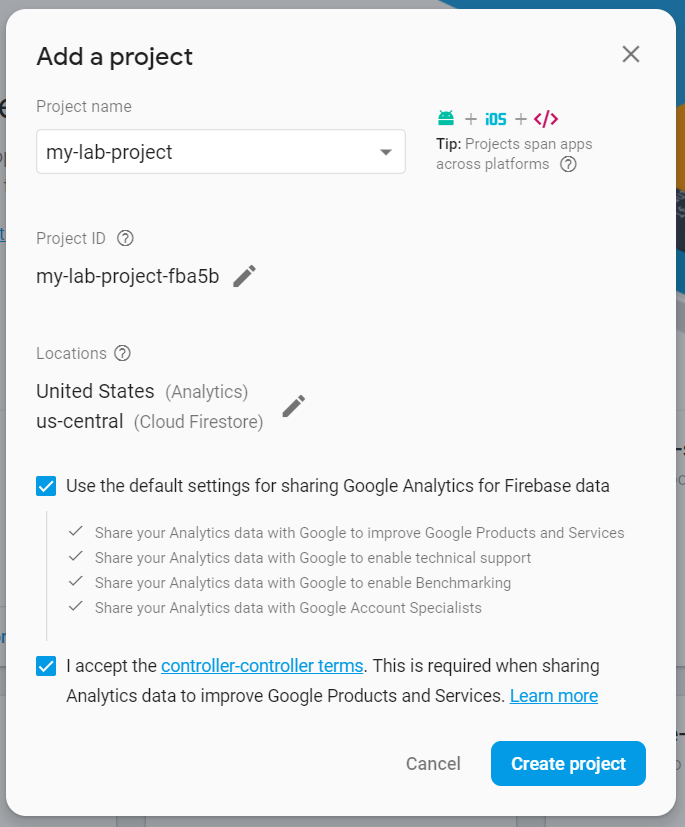 Add a project
Project name
my-lab-project
+ iOS + </>
Tip: Projects span apps
across platforms ?
Project ID ?
my-lab-project-fba5b
Locations ?
United States (Analytics)
us-central (Cloud Firestore)
Use the default settings for sharing Google Analytics for Firebase data
Share your Analytics data with Google to improve Google Products and Services
Share your Analytics data with Google to enable technical support
Share your Analytics data with Google to enable Benchmarking
Share your Analytics data with Google Account Specialists
I accept the controller-controller terms. This is required when sharing
Analytics data to improve Google Products and Services. Learn more
Cancel Create project